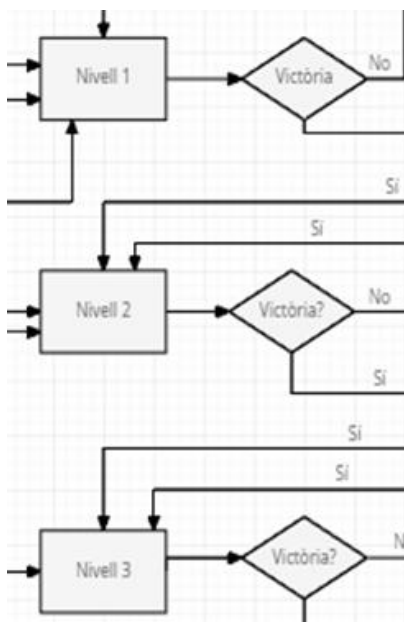 Nivell 1
Victòria
No
Sí
Sí
Nivell 2
Victòria?
No
Sí
Sí
Sí
Nivell 3
Victòria?